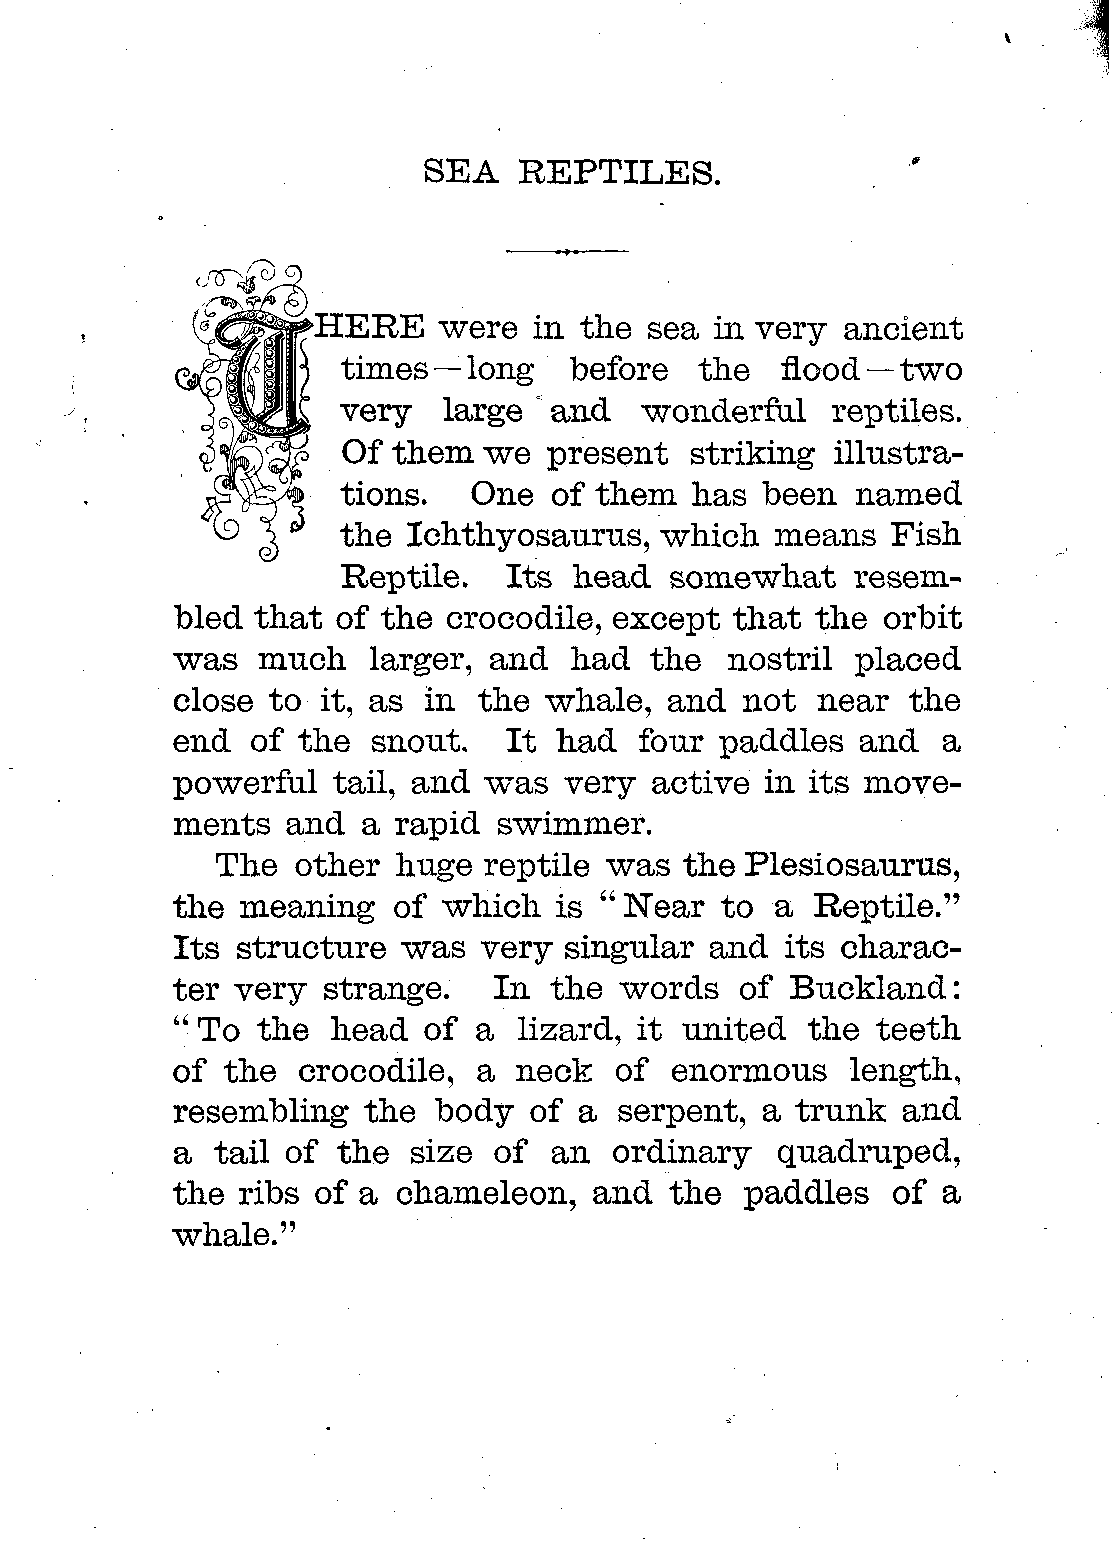 SEA REPTILES.
THERE were in the sea in very ancient
times—long before the flood—two
very large and wonderful reptiles.
Of them we present striking illustra-
tions. One of them has been named
the Ichthyosaurus, which means Fish
Reptile. Its head somewhat resem-
bled that of the crocodile, except that the orbit
was much larger, and had the nostril placed
close to it, as in the whale, and not near the
end of the snout. It had four paddles and a
powerful tail, and was very active in its move-
ments and a rapid swimmer.
The other huge reptile was the Plesiosaurus,
the meaning of which is “Near to a Reptile.”
Its structure was very singular and its charac-
ter very strange. In the words of Buckland:
“To the head of a lizard, it united the teeth
of the crocodile, a neck of enormous length,
resembling the body of a serpent, a trunk and
a tail of the size of an ordinary quadruped,
the ribs of a chameleon, and the paddles of a
whale.”